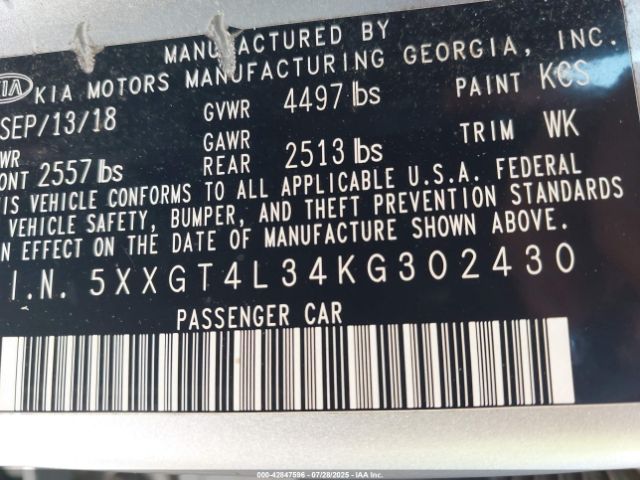 MANUFACTURED BY
KIA KIA MOTORS MANUFACTURING GEORGIA, INC.
SEP/13/18 GVWR 4497 lbs PAINT KCS
WR GAWR TRIM WK
ONT 2557 lbs REAR 2513 lbs
IS VEHICLE CONFORMS TO ALL APPLICABLE U.S.A. FEDERAL
VEHICLE SAFETY, BUMPER, AND THEFT PREVENTION STANDARDS
N EFFECT ON THE DATE OF MANUFACTURE SHOWN ABOVE.
I.N. 5XXGT4L34KG302430
PASSENGER CAR
000-42847596 - 07/28/2025 - IAA Inc.